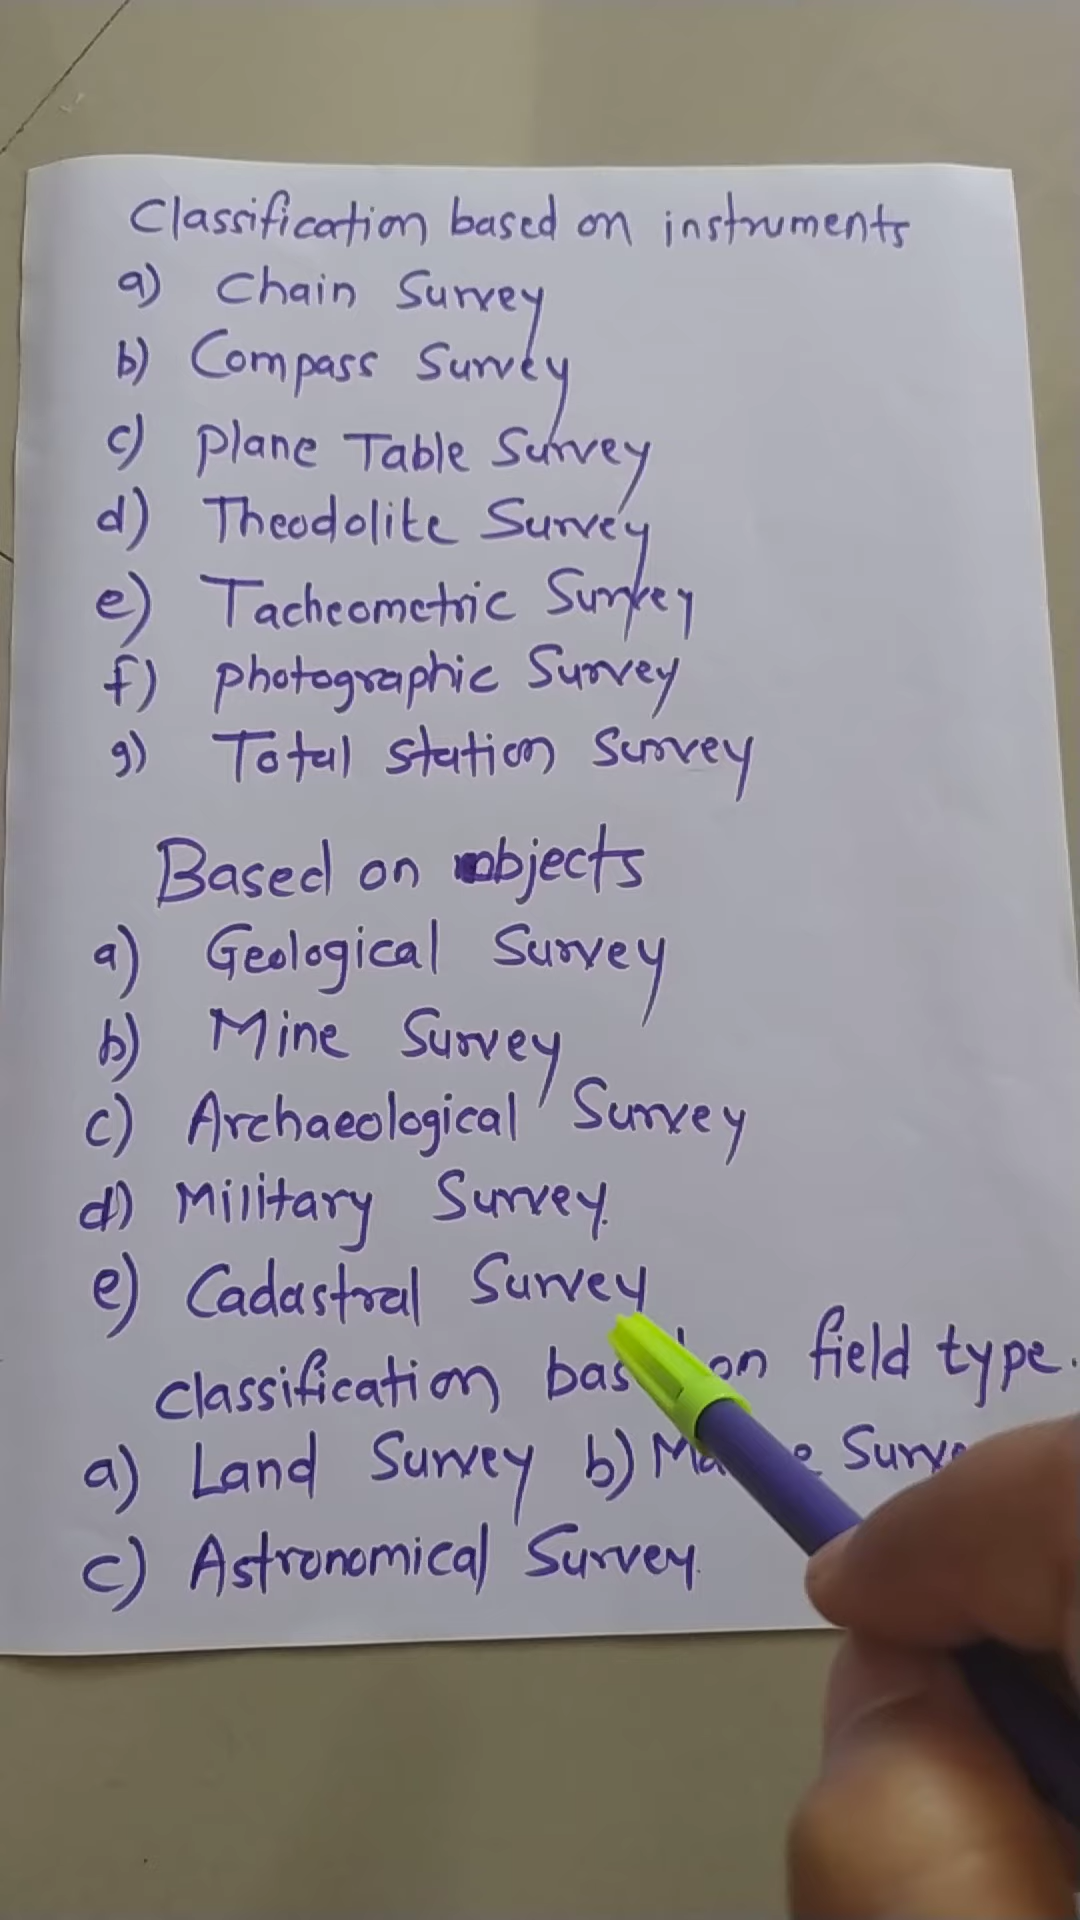 Classification based on instruments
a) Chain Survey
b) Compass Survey
c) Plane Table Survey
d) Theodolite Survey
e) Tacheometric Survey
f) Photographic Survey
g) Total Station Survey
Based on objects
a) Geological Survey
b) Mine Survey
c) Archaeological Survey
d) Military Survey.
e) Cadastral Survey
classification on field type.
a) Land Survey b)
c) Astronomical Survey.